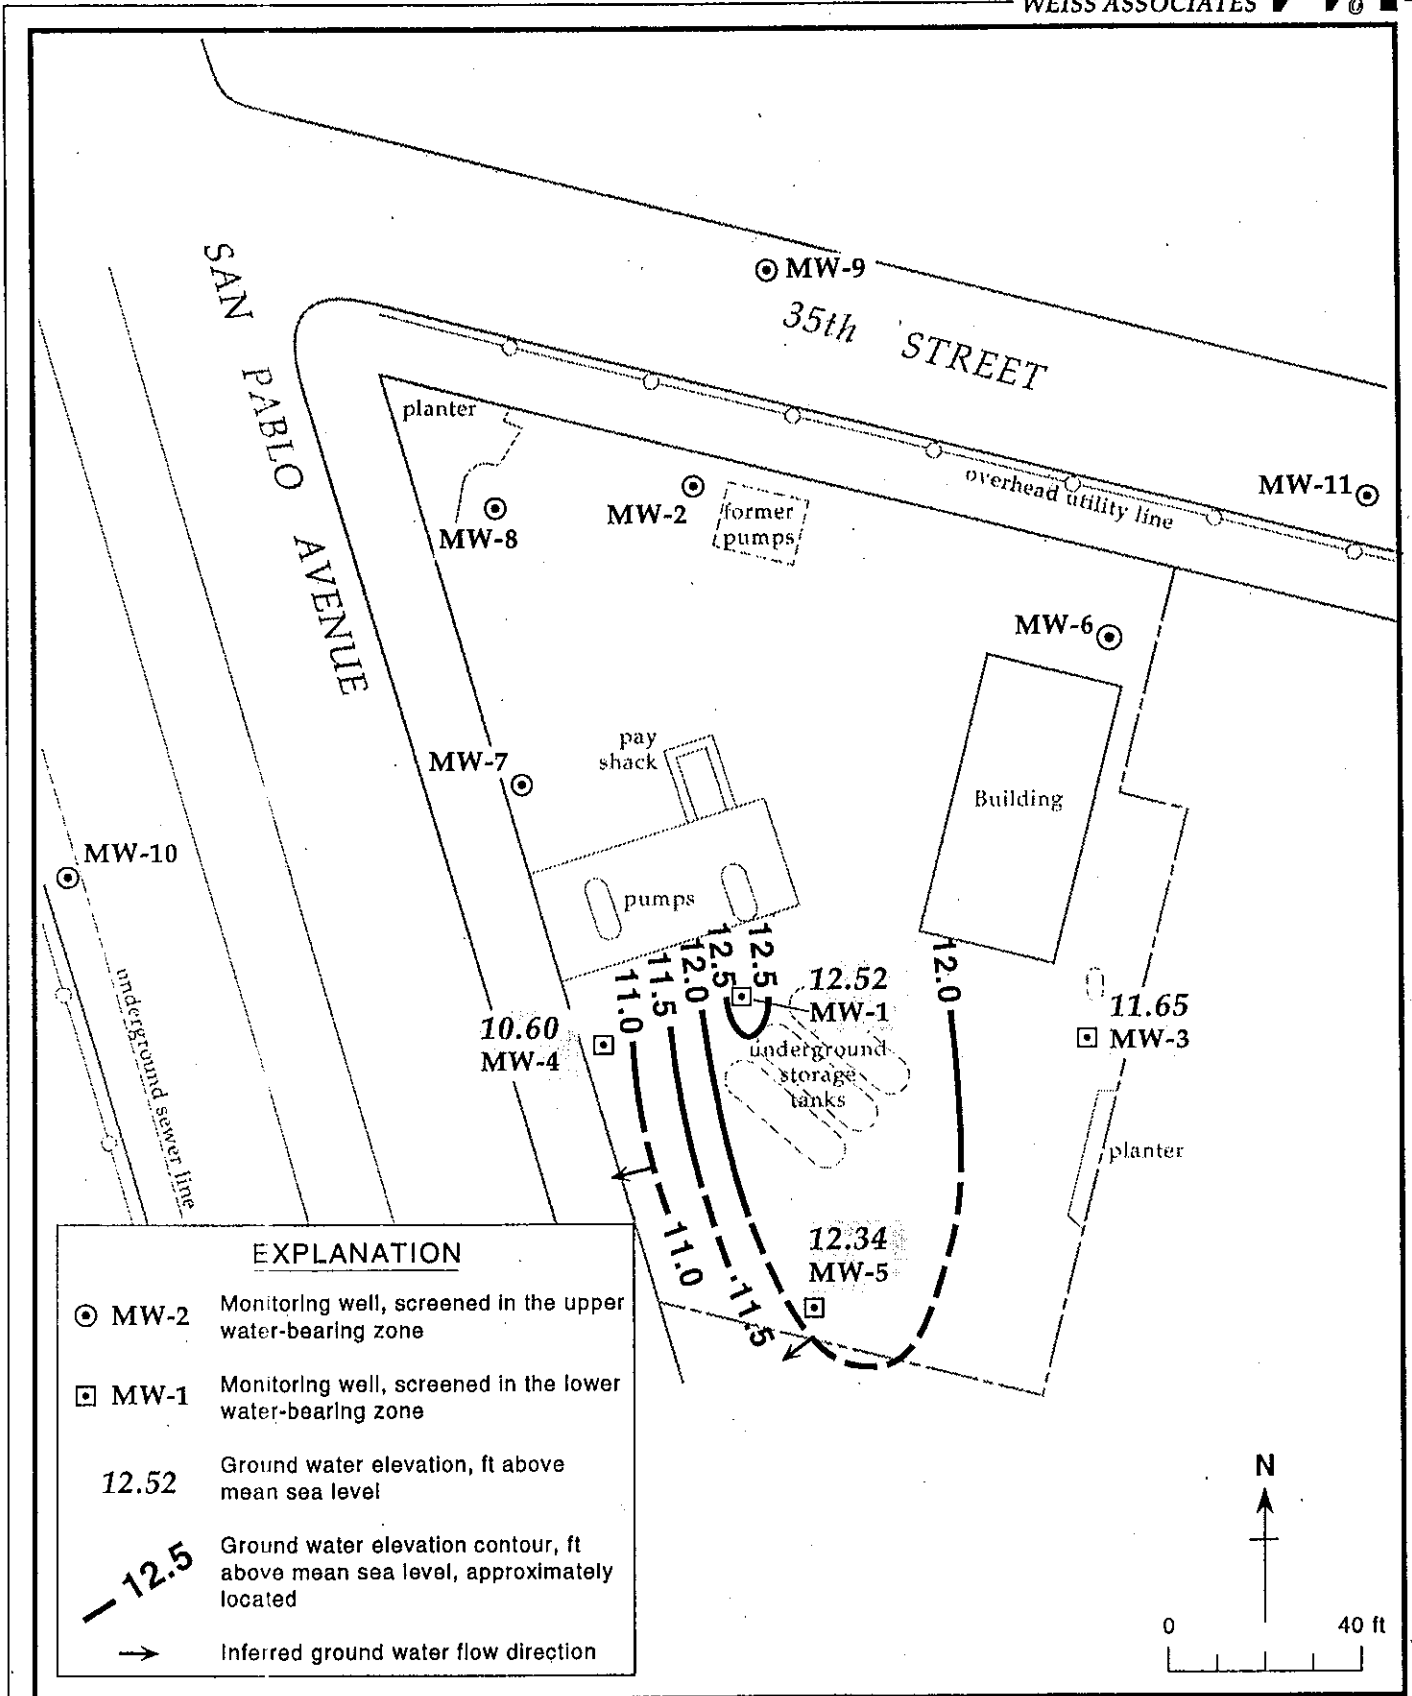 WEISS ASSOCIATES
MW-9
35th STREET
SAN PABLO AVENUE
planter
overhead utility line
MW-11
MW-8
MW-2
former
pumps
MW-6
pay
shack
MW-7
Building
MW-10
pumps
12.5
12.5
12.0
11.5
11.0
12.0
12.52
MW-1
11.65
MW-3
10.60
MW-4
underground
storage
tanks
underground sewer line
planter
11.0
11.5
12.34
MW-5
EXPLANATION
MW-2 Monitoring well, screened in the upper
water-bearing zone
MW-1 Monitoring well, screened in the lower
water-bearing zone
12.52 Ground water elevation, ft above
mean sea level
12.5 Ground water elevation contour, ft
above mean sea level, approximately
located
Inferred ground water flow direction
N
0 40 ft